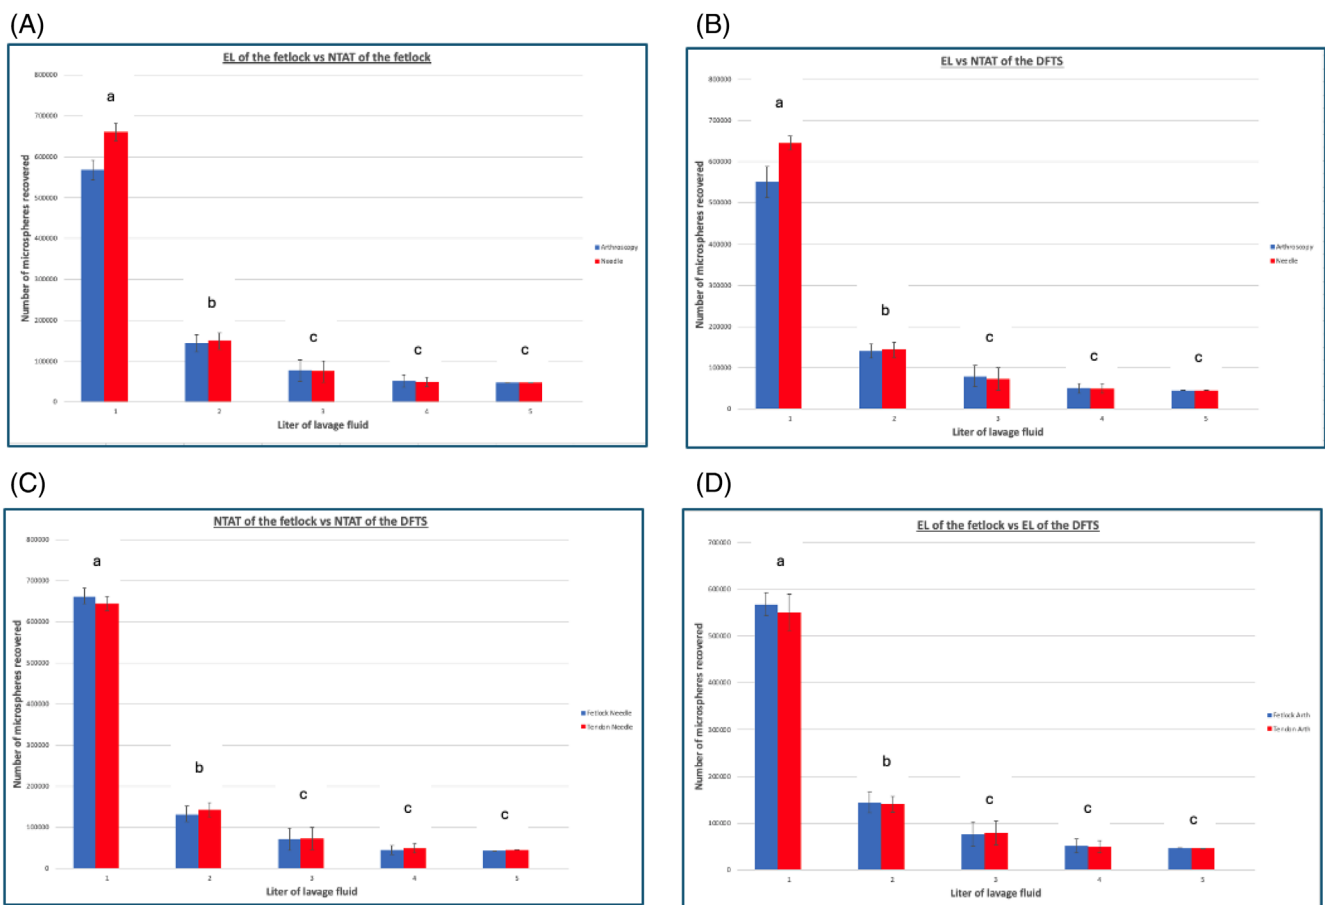 (A)
EL of the fetlock vs NTAT of the fetlock
800000
700000
600000
500000
400000
300000
200000
100000
0
Number of microspheres recovered
a
b
c
c
c
1
2
3
4
5
Liter of lavage fluid
Arthroscopy
Needle
(B)
EL vs NTAT of the DFTS
800000
700000
600000
500000
400000
300000
200000
100000
0
Number of microspheres recovered
a
b
c
c
c
1
2
3
4
5
Liter of lavage fluid
Arthroscopy
Needle
(C)
NTAT of the fetlock vs NTAT of the DFTS
800000
700000
600000
500000
400000
300000
200000
100000
0
Number of microspheres recovered
a
b
c
c
c
1
2
3
4
5
Liter of lavage fluid
Fetlock Needle
Tendon Needle
(D)
EL of the fetlock vs EL of the DFTS
700000
600000
500000
400000
300000
200000
100000
0
Number of microspheres recovered
a
b
c
c
c
1
2
3
4
5
Liter of lavage fluid
Fetlock Arth
Tendon Arth